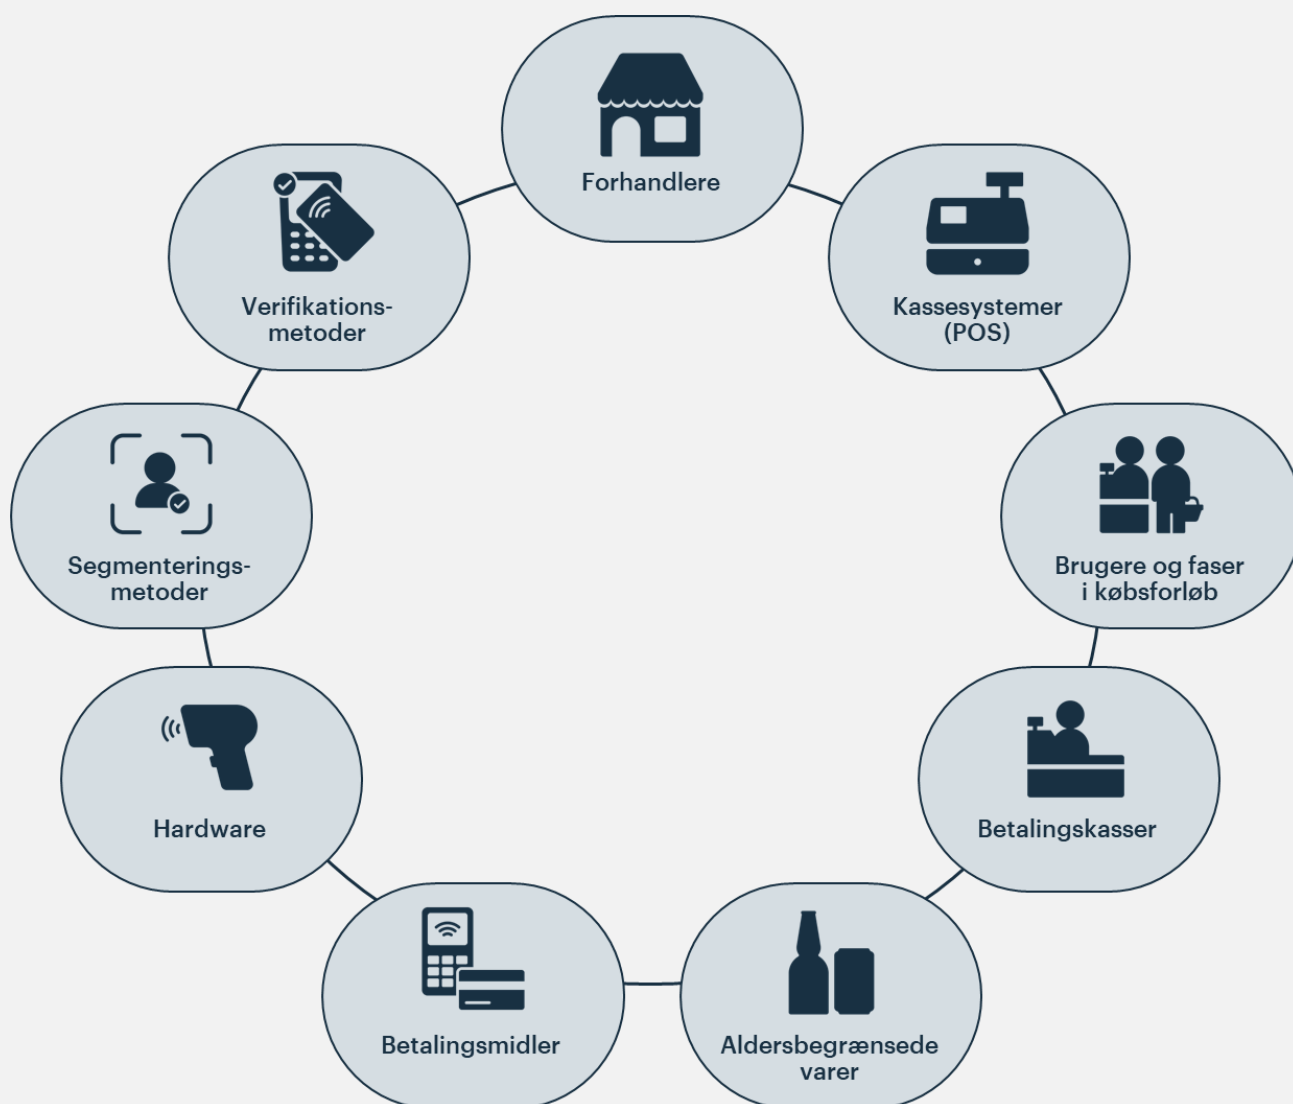 Forhandlere
Kassesystemer
(POS)
Brugere og faser
i købsforløb
Betalingskasser
Aldersbegrænsede
varer
Betalingsmidler
Hardware
Segmenterings-
metoder
Verifikations-
metoder